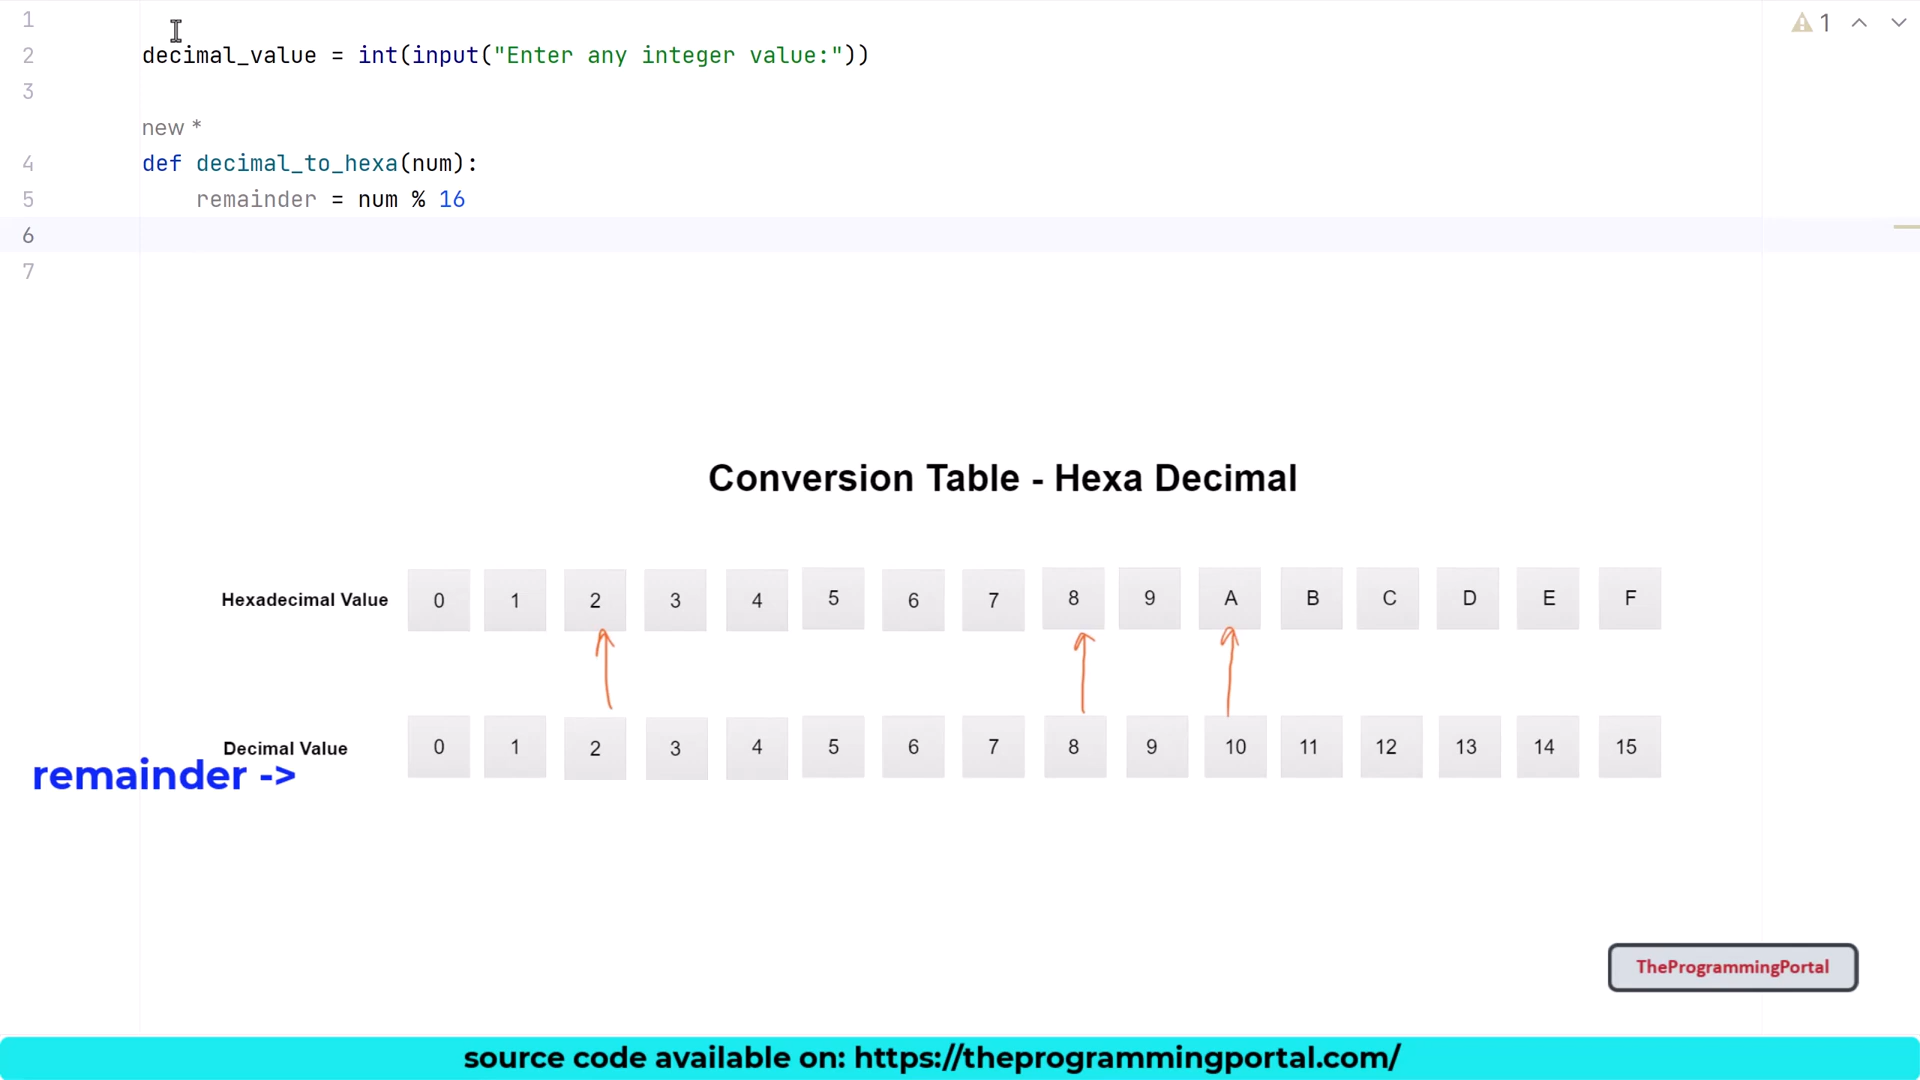 1
1
2 decimal_value = int(input("Enter any integer value:"))
3
new *
4 def decimal_to_hexa(num):
5 remainder = num % 16
6
7
Conversion Table - Hexa Decimal
Hexadecimal Value 0 1 2 3 4 5 6 7 8 9 A B C D E F
Decimal Value 0 1 2 3 4 5 6 7 8 9 10 11 12 13 14 15
remainder ->
TheProgrammingPortal
source code available on: https://theprogrammingportal.com/